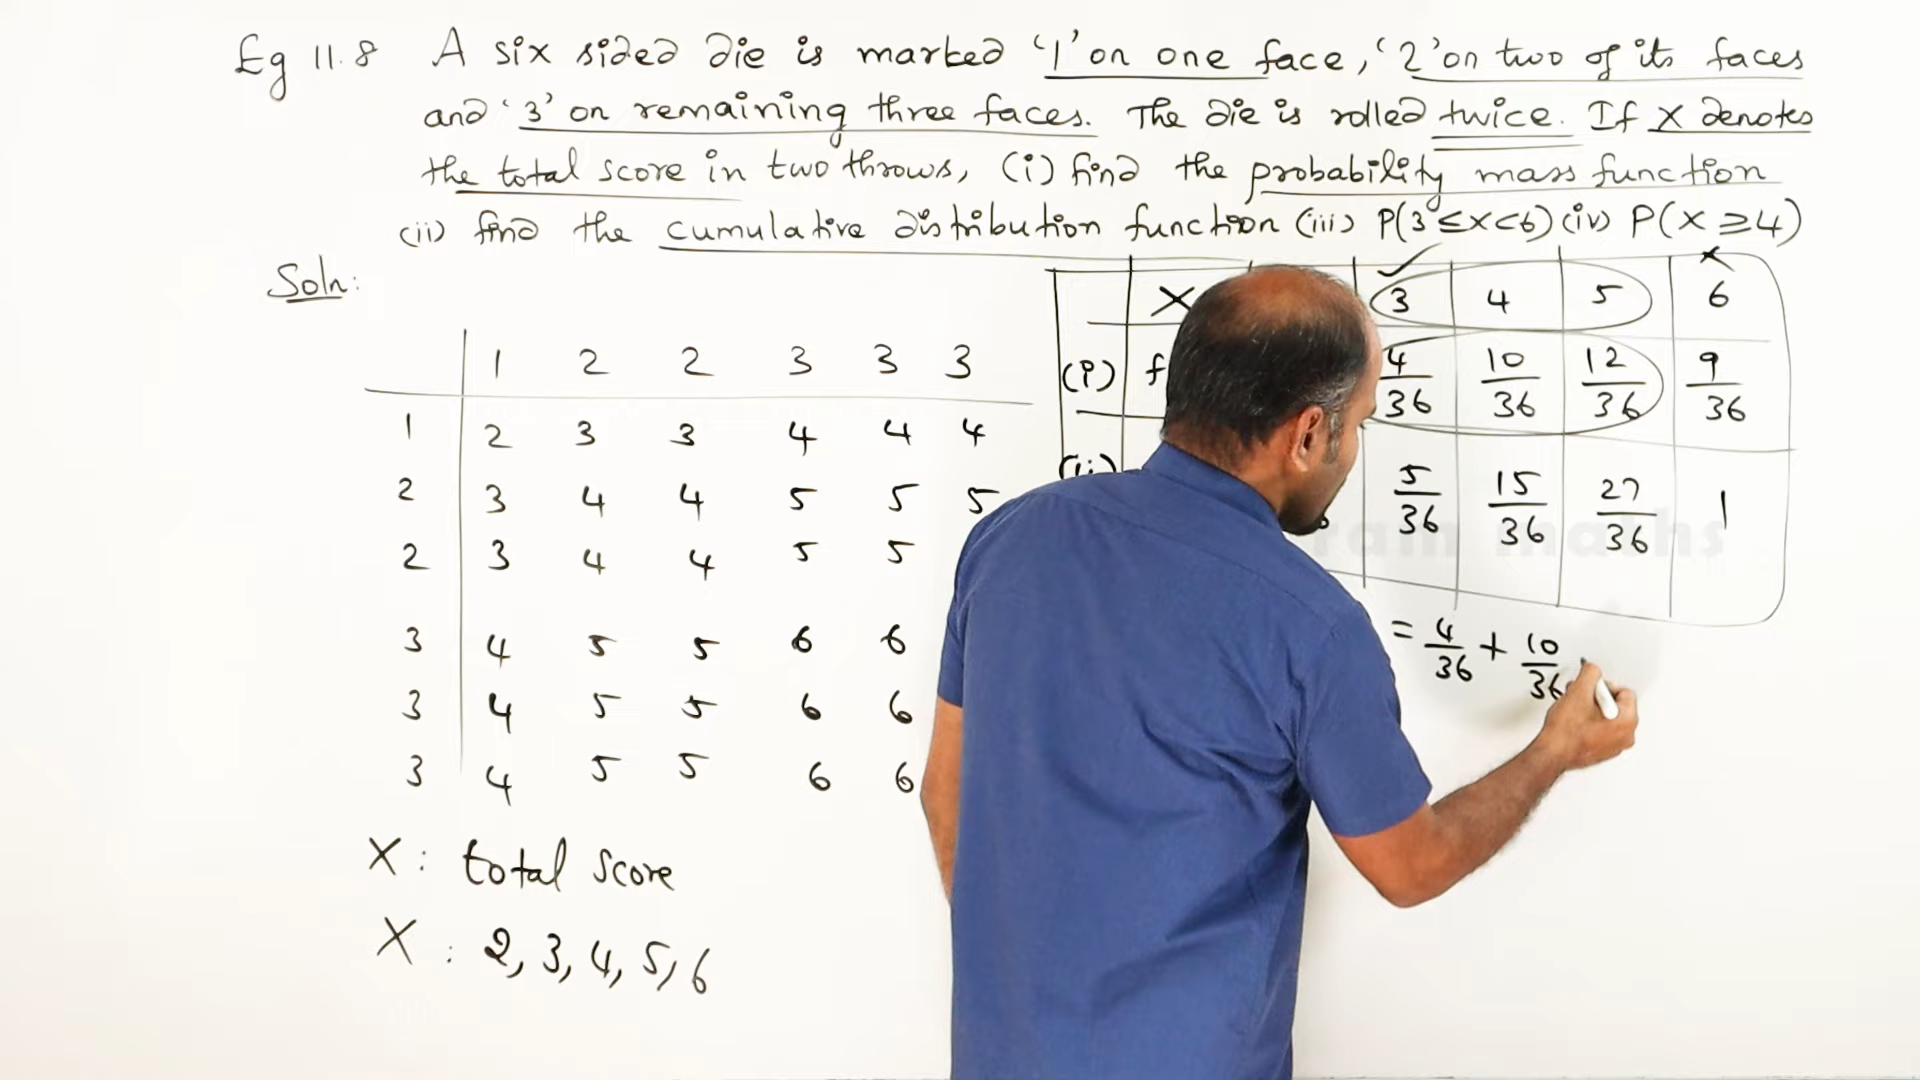 Eg 11.8 A six sided die is marked '1' on one face, '2' on two of its faces
and '3' on remaining three faces. The die is rolled twice. If X denotes
the total score in two throws, (i) find the probability mass function
(ii) find the cumulative distribution function (iii) P(3≤X<6) (iv) P(X≥4)
Soln:
1 2 2 3 3 3
1 2 3 3 4 4 4
2 3 4 4 5 5 5
2 3 4 4 5 5
3 4 5 5 6 6
3 4 5 5 6 6
3 4 5 5 6 6
X : total score
X : 2, 3, 4, 5, 6
X 3 4 5 6
(i) f 4/36 10/36 12/36 9/36
(ii) 5/36 15/36 27/36 1
= 4/36 + 10/36